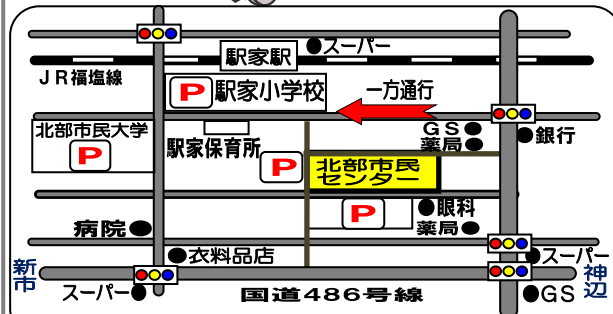 駅家駅
スーパー
JR福塩線
P
駅家小学校
一方通行
北部市民大学
P
駅家保育所
GS
薬局
銀行
P
北部市民
センター
P
眼科
薬局
病院
衣料品店
スーパー
新市
神辺
スーパー
国道486号線
GS